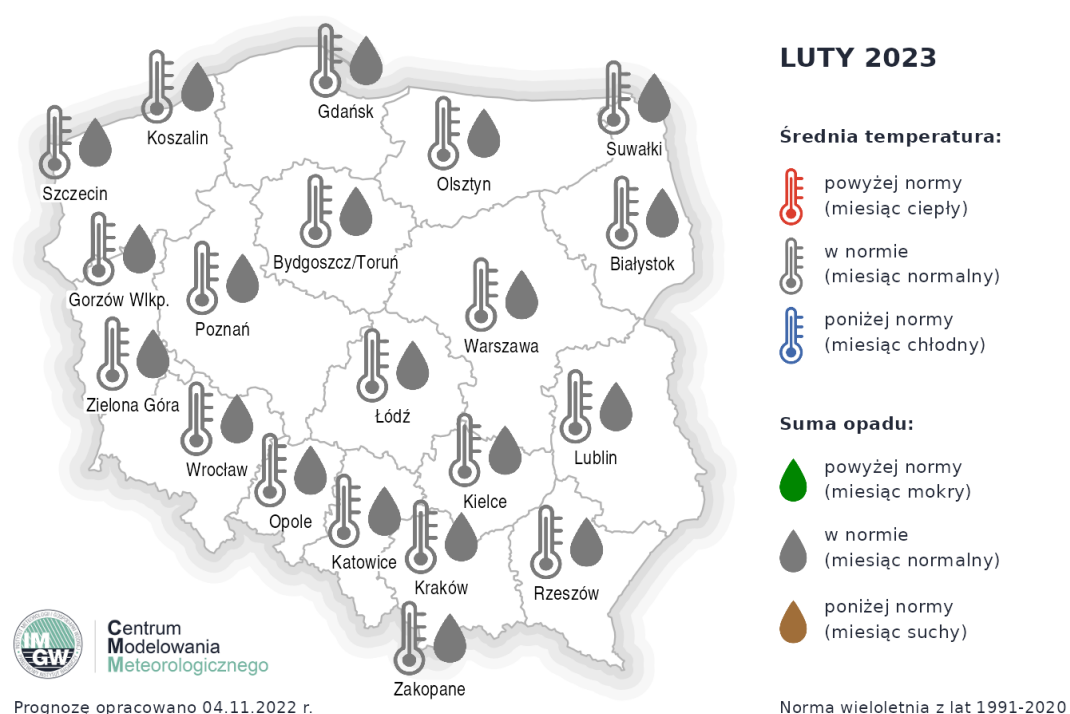 LUTY 2023
Średnia temperatura:
powyżej normy
(miesiąc ciepły)
w normie
(miesiąc normalny)
poniżej normy
(miesiąc chłodny)
Suma opadu:
powyżej normy
(miesiąc mokry)
w normie
(miesiąc normalny)
poniżej normy
(miesiąc suchy)
Gdańsk
Koszalin
Suwałki
Olsztyn
Szczecin
Bydgoszcz/Toruń
Białystok
Gorzów Wlkp.
Poznań
Warszawa
Zielona Góra
Łódź
Lublin
Wrocław
Kielce
Opole
Katowice
Kraków
Rzeszów
Zakopane
IM
GW
Centrum
Modelowania
Meteorologicznego
Prognozę opracowano 04.11.2022 r.
Norma wieloletnia z lat 1991-2020